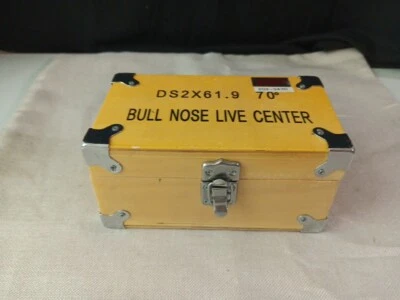 DS2X61.9 70°
BULL NOSE LIVE CENTER